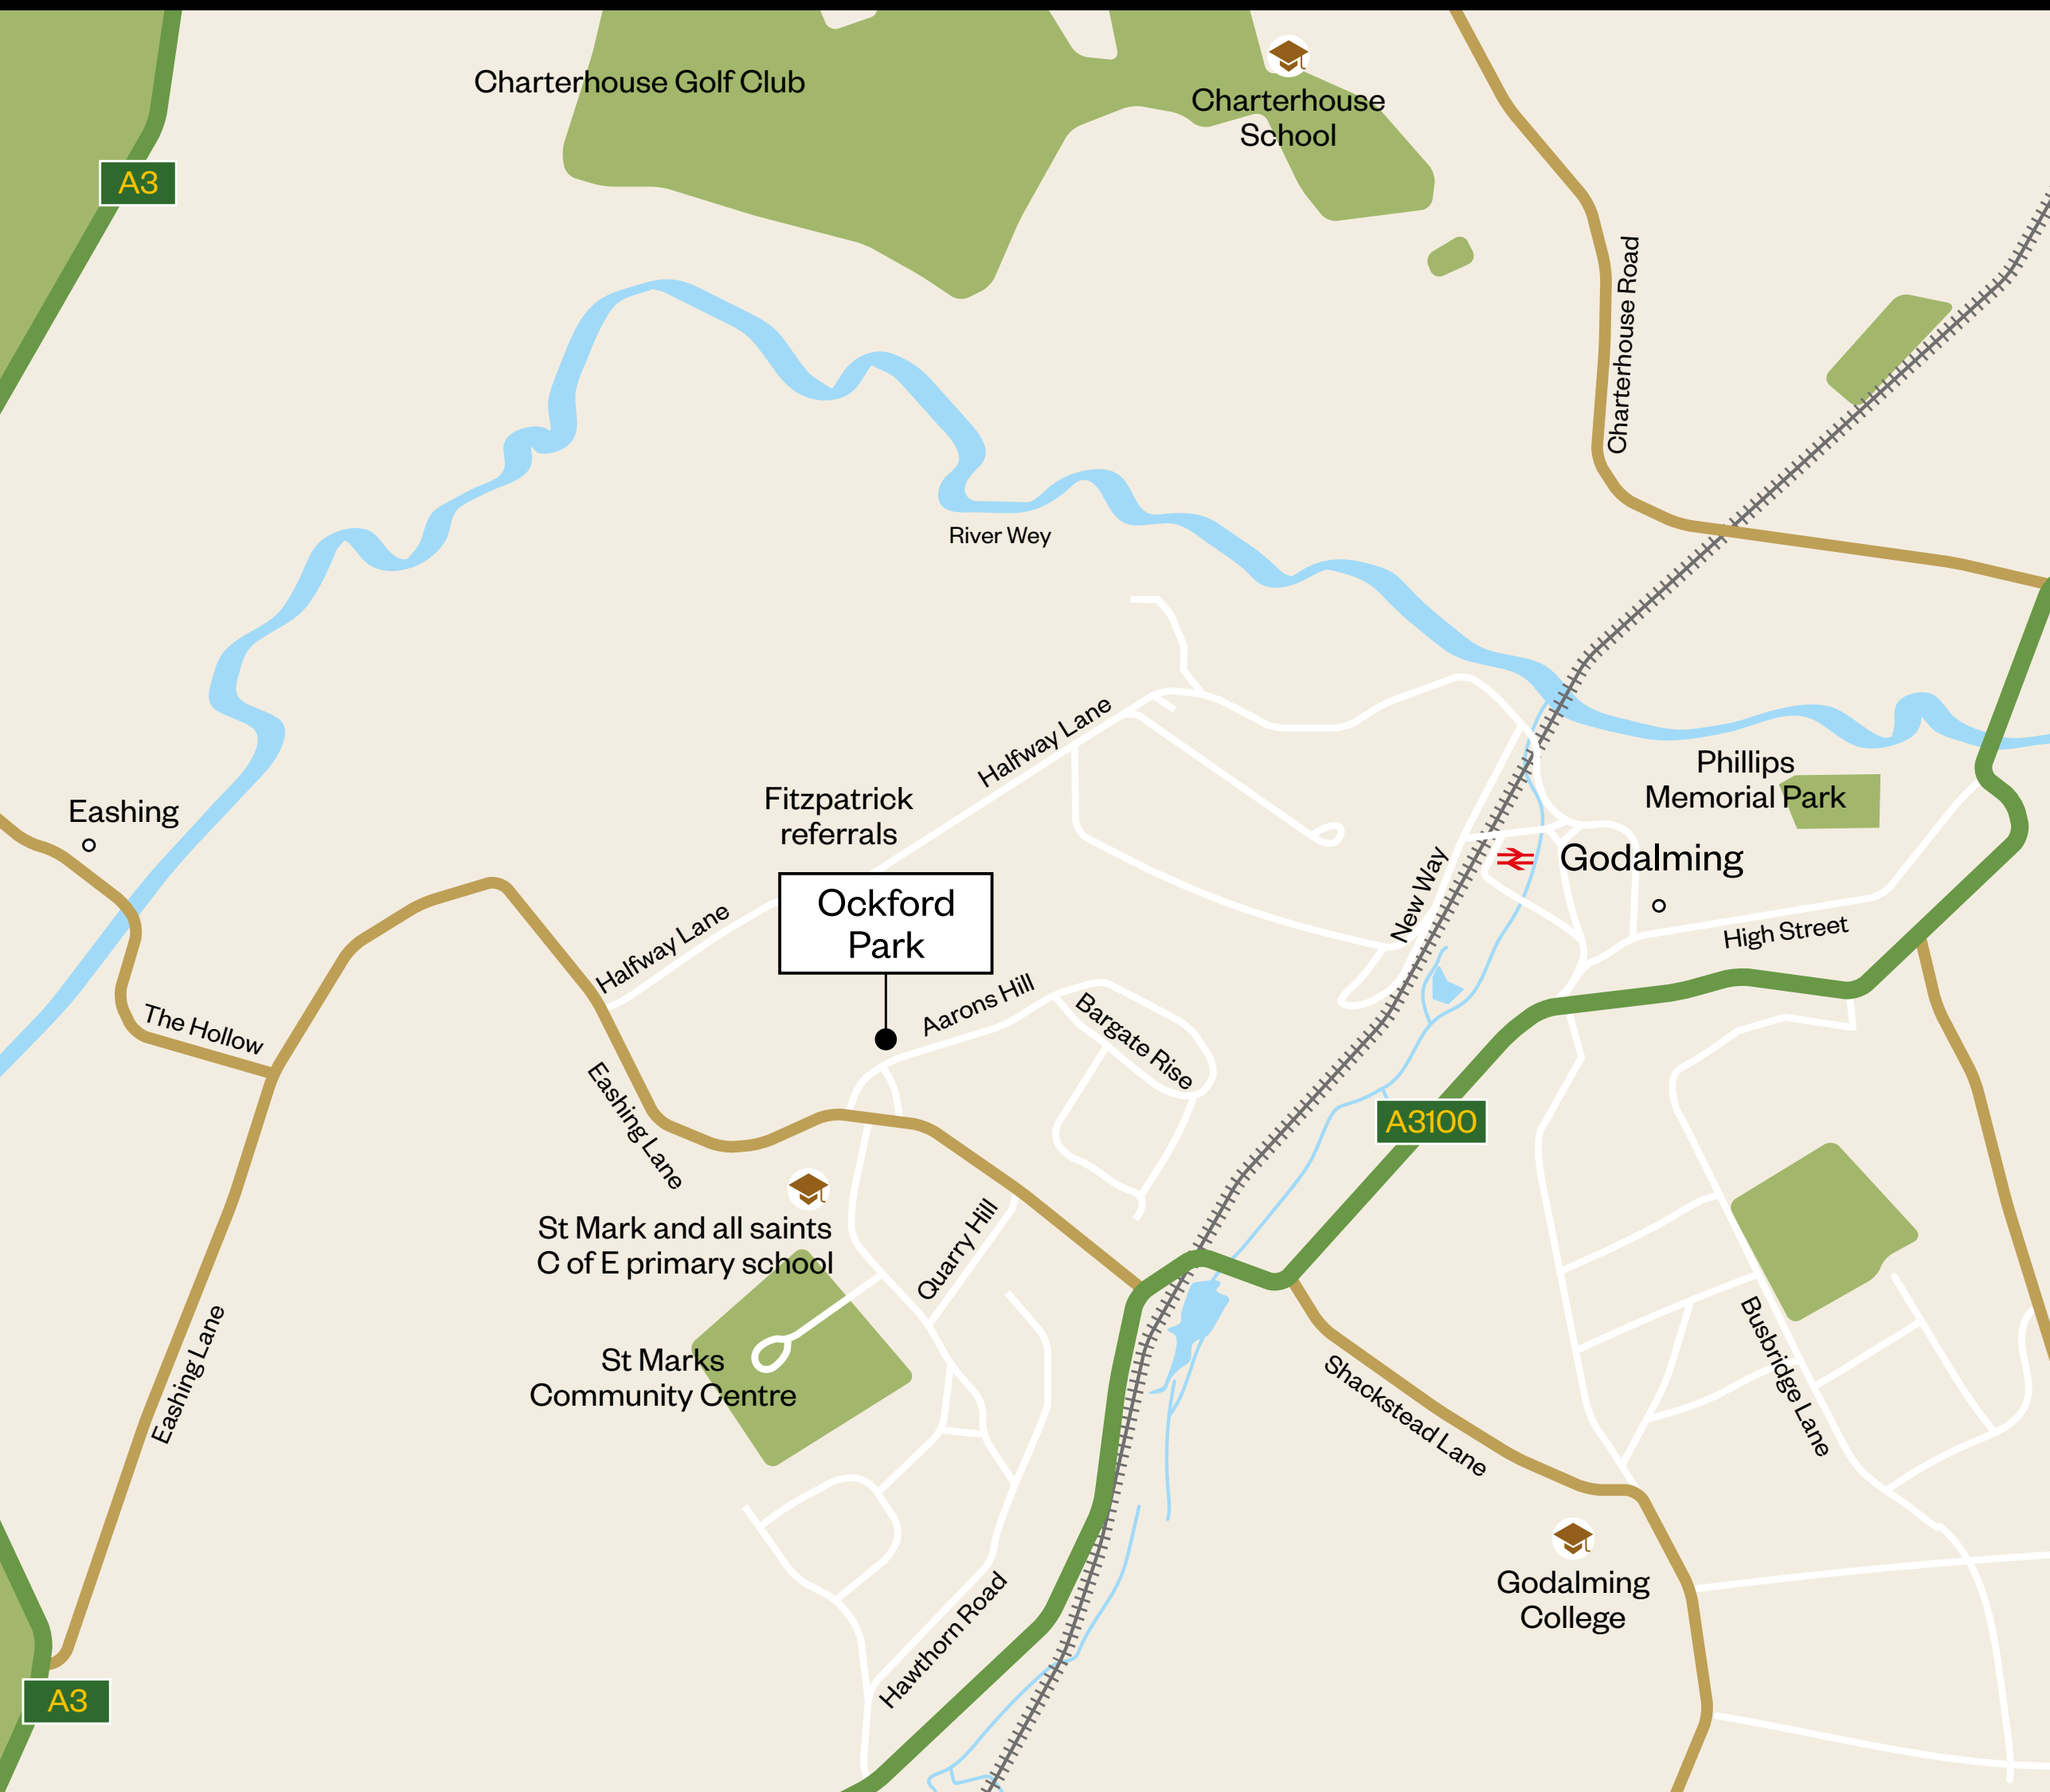 Charterhouse Golf Club
Charterhouse
School
A3
Charterhouse Road
River Wey
Halfway Lane
Phillips
Memorial Park
Eashing
Fitzpatrick
referrals
Godalming
New Way
Ockford
Park
Halfway Lane
High Street
The Hollow
Aarons Hill
Bargate Rise
Eashing Lane
A3100
St Mark and all saints
C of E primary school
Quarry Hill
Eashing Lane
St Marks
Community Centre
Shackstead Lane
Busbridge Lane
Godalming
College
Hawthorn Road
A3